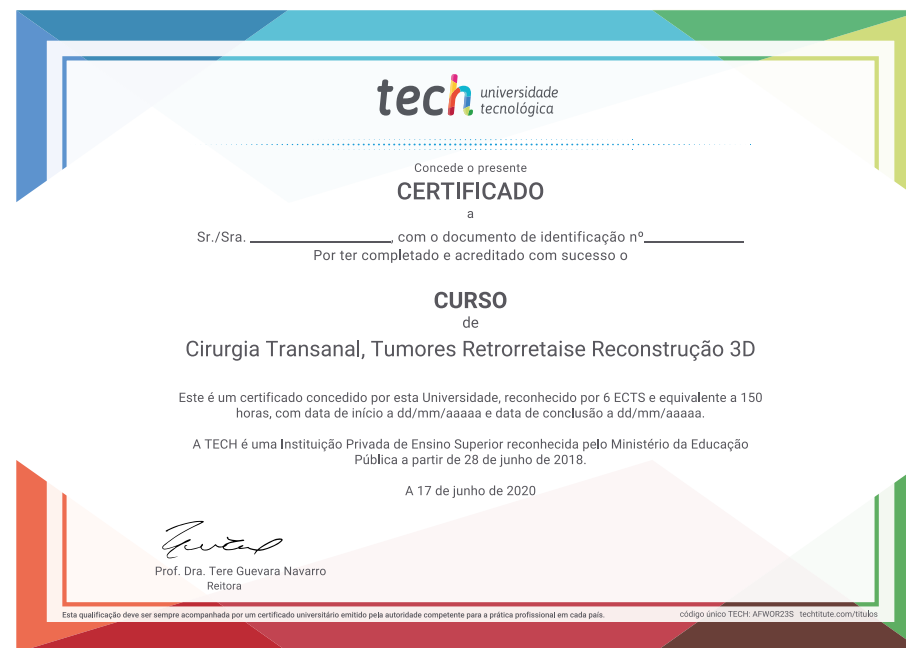 tech universidade
tecnológica
Concede o presente
CERTIFICADO
a
Sr./Sra. ________________, com o documento de identificação nº____________
Por ter completado e acreditado com sucesso o
CURSO
de
Cirurgia Transanal, Tumores Retrorretaise Reconstrução 3D
Este é um certificado concedido por esta Universidade, reconhecido por 6 ECTS e equivalente a 150
horas, com data de início a dd/mm/aaaaa e data de conclusão a dd/mm/aaaaa.
A TECH é uma Instituição Privada de Ensino Superior reconhecida pelo Ministério da Educação
Pública a partir de 28 de junho de 2018.
A 17 de junho de 2020
Prof. Dra. Tere Guevara Navarro
Reitora
Esta qualificação deve ser sempre acompanhada por um certificado universitário emitido pela autoridade competente para a prática profissional em cada país.
código único TECH: AFWOR23S techtitute.com/titulos